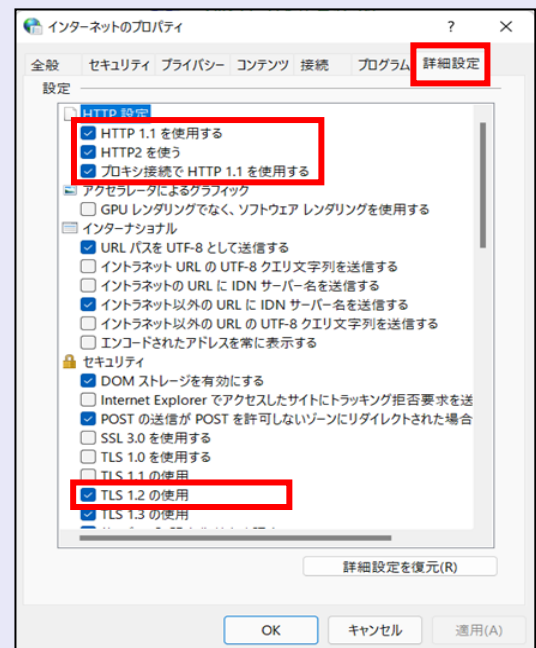 インターネットのプロパティ ? ×
全般 セキュリティ プライバシー コンテンツ 接続 プログラム 詳細設定
設定
HTTP 設定
HTTP 1.1 を使用する
HTTP2 を使う
プロキシ接続で HTTP 1.1 を使用する
アクセラレータによるグラフィック
GPU レンダリングでなく、ソフトウェア レンダリングを使用する
インターナショナル
URL パスを UTF-8 として送信する
イントラネット URL の UTF-8 クエリ文字列を送信する
イントラネットの URL に IDN サーバー名を送信する
イントラネット以外の URL に IDN サーバー名を送信する
イントラネット以外の URL の UTF-8 クエリ文字列を送信する
エンコードされたアドレスを常に表示する
セキュリティ
DOM ストレージを有効にする
Internet Explorer でアクセスしたサイトにトラッキング拒否要求を送
POST の送信が POST を許可しないゾーンにリダイレクトされた場合
SSL 3.0 を使用する
TLS 1.0 を使用する
TLS 1.1 の使用
TLS 1.2 の使用
TLS 1.3 の使用
詳細設定を復元(R)
OK キャンセル 適用(A)